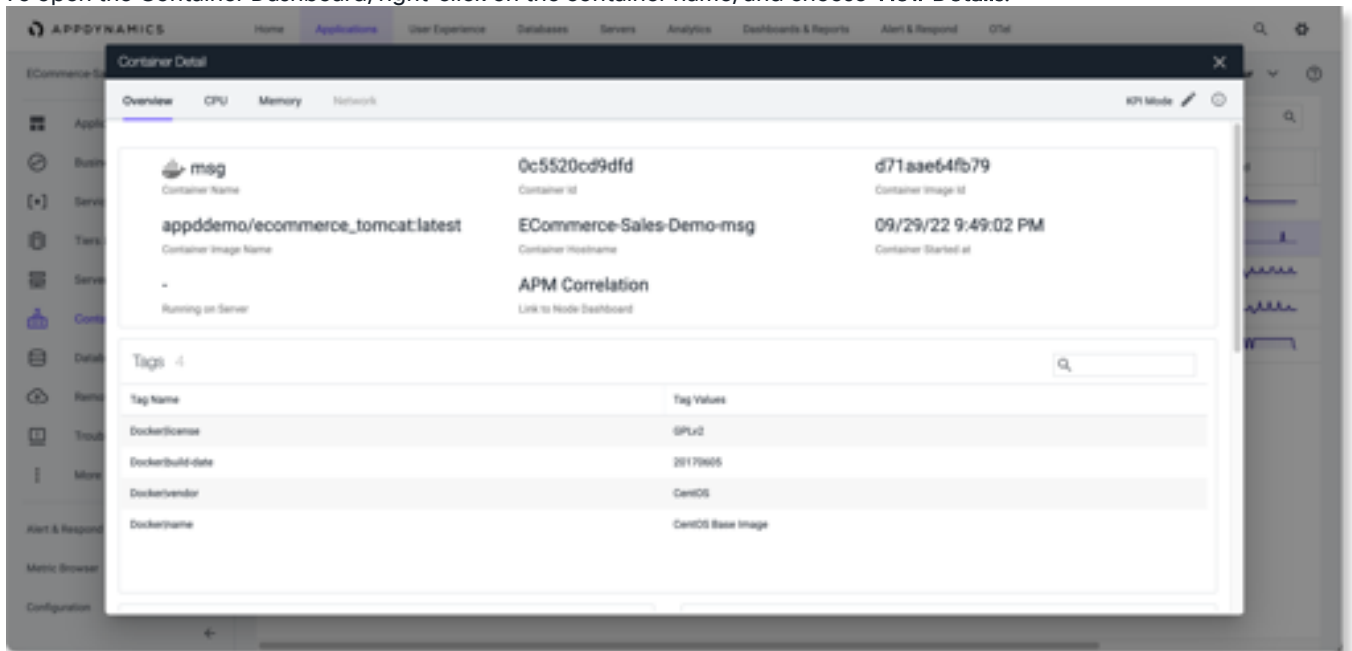 To open the Container Dashboard, right-click on the container name, and choose View Details.
APPDYNAMICS Home Applications User Experience Databases Servers Analytics Dashboards & Reports Alert & Respond OTel
Container Detail
Overview CPU Memory Network KPI Mode
msg 0c5520cd9dfd d71aae64fb79
Container Name Container Id Container Image Id
appddemo/ecommerce_tomcat:latest ECommerce-Sales-Demo-msg 09/29/22 9:49:02 PM
Container Image Name Container Hostname Container Started at
- APM Correlation
Running on Server Link to Node Dashboard
Tags 4
Tag Name Tag Values
Docker|license GPLv2
Docker|build-date 20170605
Docker|vendor CentOS
Docker|name CentOS Base Image
More
Alert & Respond
Metric Browser
Configuration